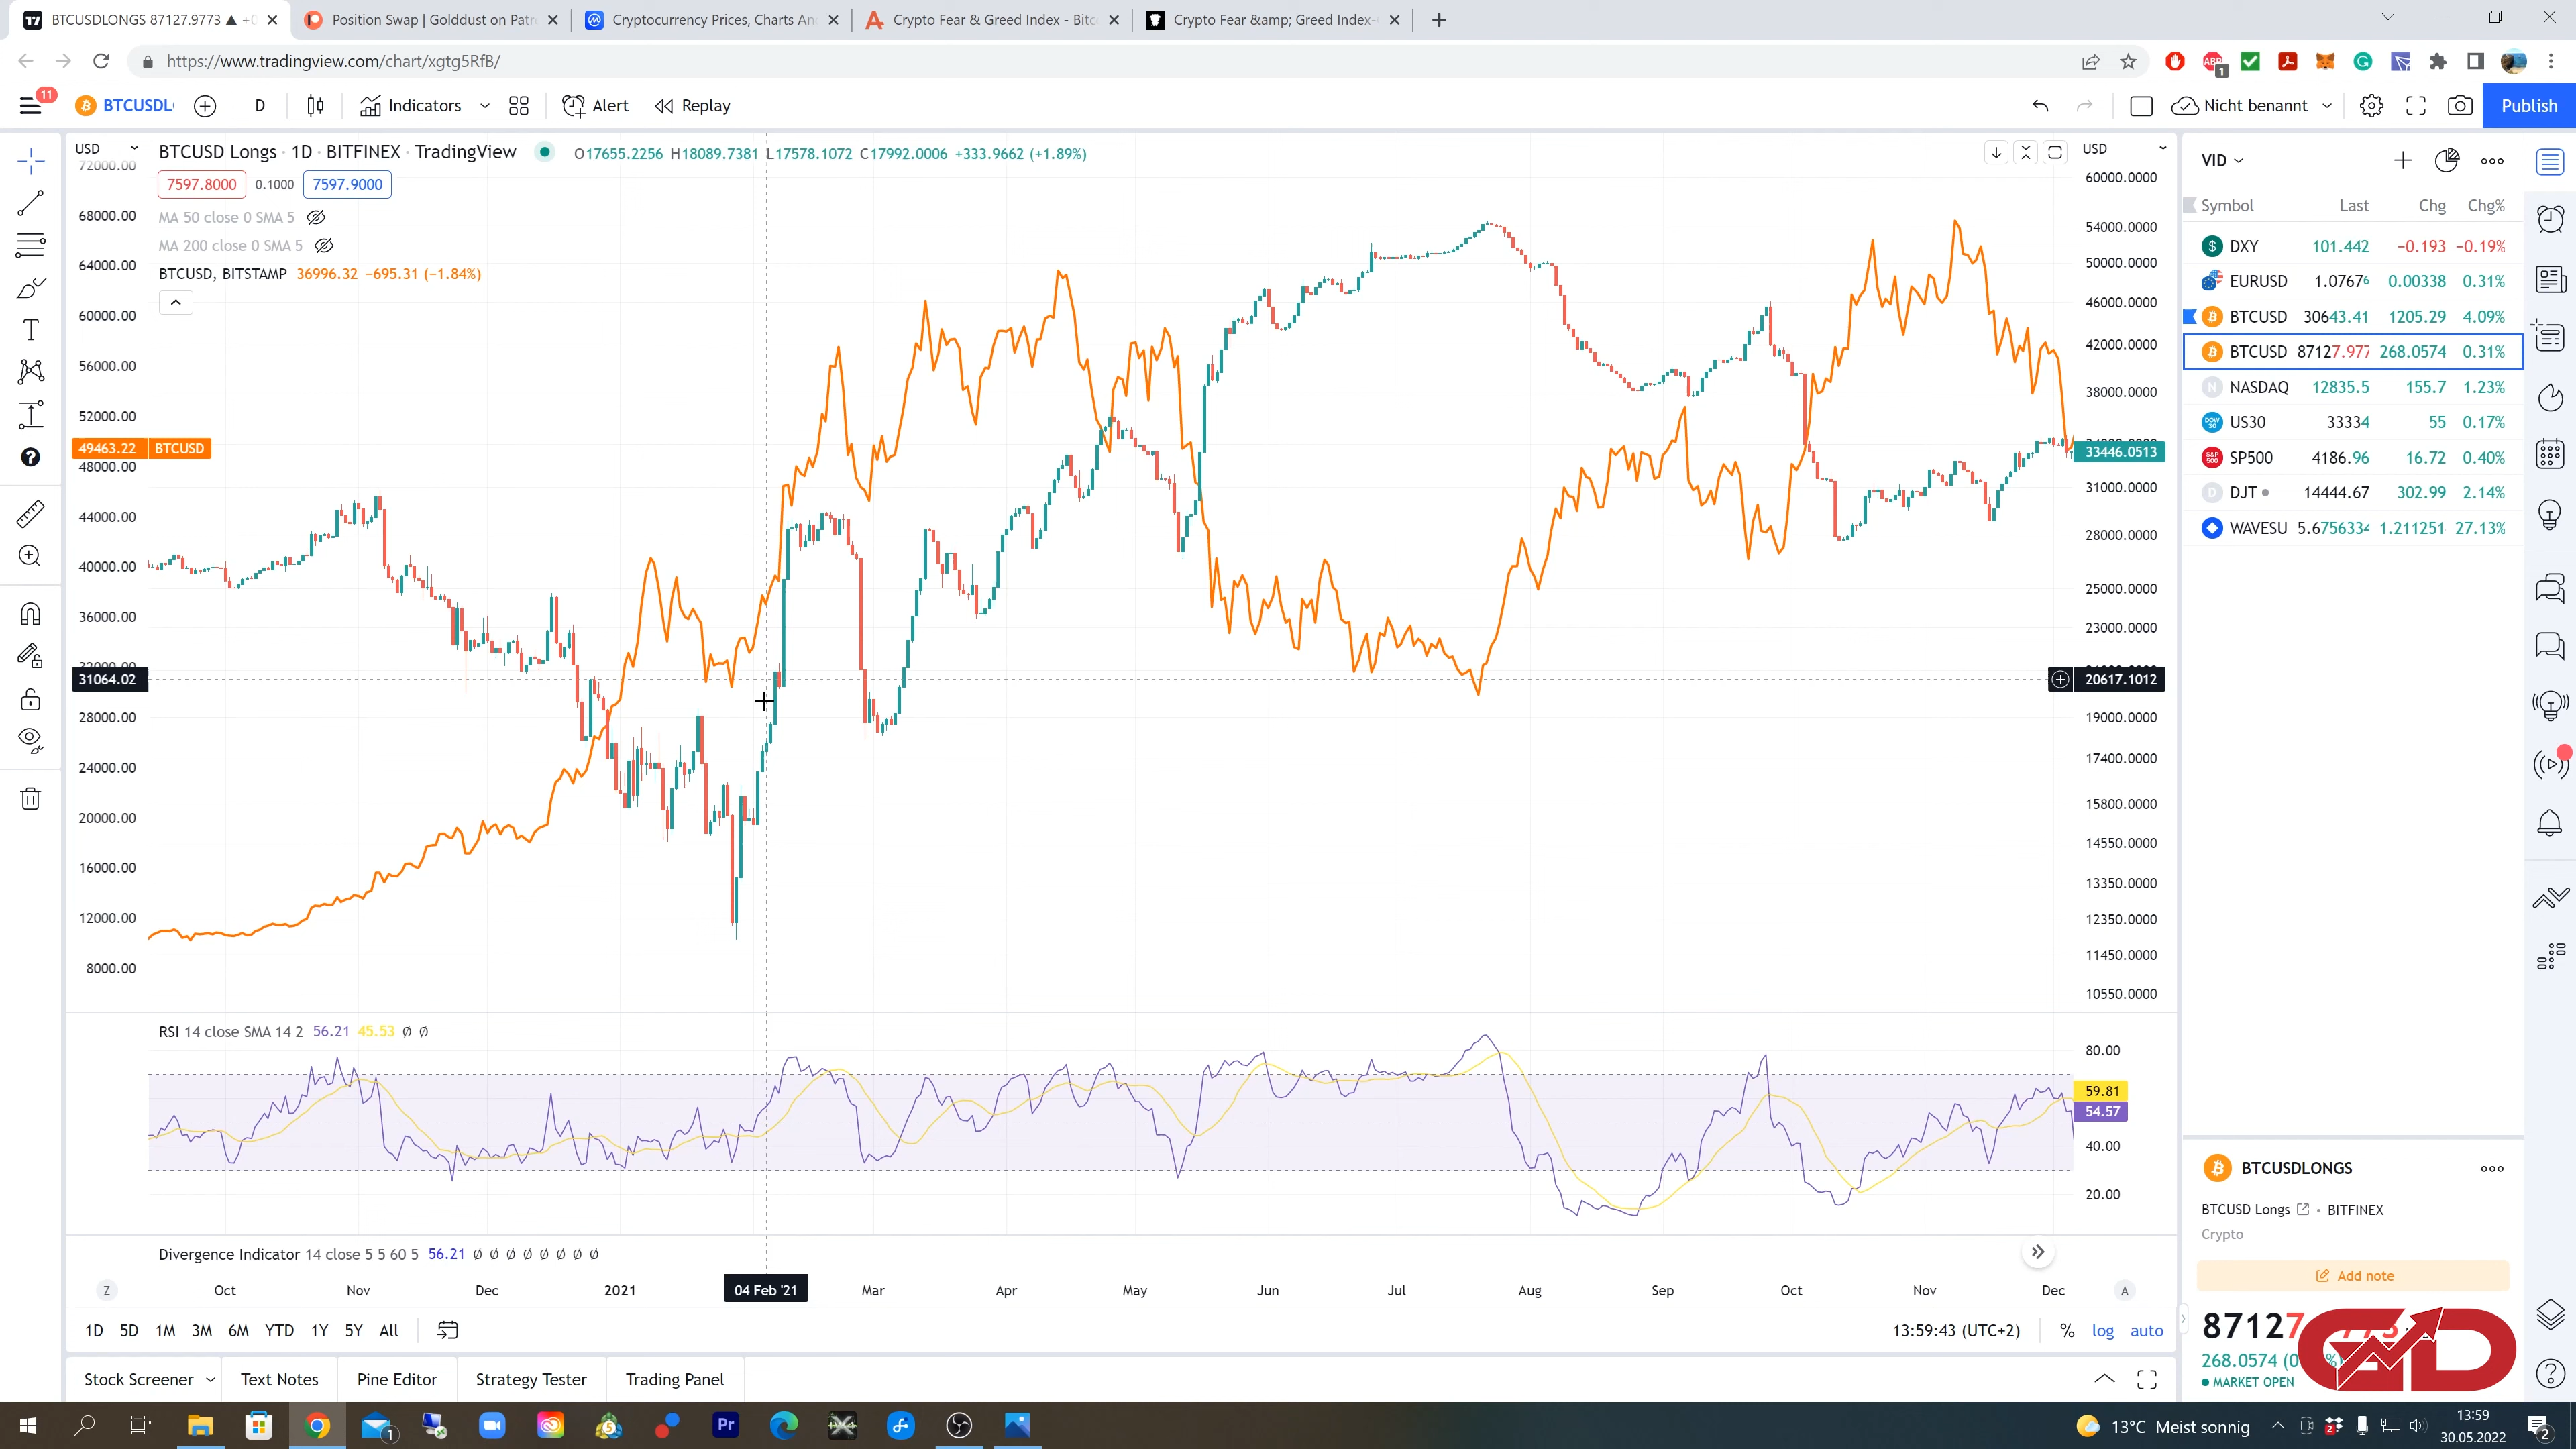 BTCUSDLONGS 87127.9773 ▲ +0
Position Swap | Golddust on Patr
Cryptocurrency Prices, Charts An
Crypto Fear & Greed Index - Bitc
Crypto Fear &amp; Greed Index-
https://www.tradingview.com/chart/xgtg5RfB/
ABP 1
11 BTCUSDL D Indicators Alert Replay Nicht benannt Publish
USD BTCUSD Longs · 1D · BITFINEX · TradingView O17655.2256 H18089.7381 L17578.1072 C17992.0006 +333.9662 (+1.89%)
7597.8000 0.1000 7597.9000
MA 50 close 0 SMA 5
MA 200 close 0 SMA 5
BTCUSD, BITSTAMP 36996.32 −695.31 (−1.84%)
72000.00
68000.00
64000.00
60000.00
56000.00
52000.00
49463.22 BTCUSD
48000.00
44000.00
40000.00
36000.00
31064.02
28000.00
24000.00
20000.00
16000.00
12000.00
8000.00
USD
60000.0000
54000.0000
50000.0000
46000.0000
42000.0000
38000.0000
33446.0513
31000.0000
28000.0000
25000.0000
23000.0000
20617.1012
19000.0000
17400.0000
15800.0000
14550.0000
13350.0000
12350.0000
11450.0000
10550.0000
RSI 14 close SMA 14 2 56.21 45.53 ∅ ∅
80.00
59.81
54.57
40.00
20.00
Divergence Indicator 14 close 5 5 60 5 56.21 ∅ ∅ ∅ ∅ ∅ ∅ ∅ ∅
Z Oct Nov Dec 2021 04 Feb '21 Mar Apr May Jun Jul Aug Sep Oct Nov Dec A
1D 5D 1M 3M 6M YTD 1Y 5Y All 13:59:43 (UTC+2) % log auto
Stock Screener Text Notes Pine Editor Strategy Tester Trading Panel
VID
Symbol Last Chg Chg%
DXY 101.442 −0.193 −0.19%
EURUSD 1.07676 0.00338 0.31%
BTCUSD 30643.41 1205.29 4.09%
BTCUSD 87127.977 268.0574 0.31%
NASDAQ 12835.5 155.7 1.23%
US30 33334 55 0.17%
SP500 4186.96 16.72 0.40%
DJT 14444.67 302.99 2.14%
WAVESU 5.6756334 1.211251 27.13%
BTCUSDLONGS
BTCUSD Longs • BITFINEX
Crypto
Add note
87127
268.0574 (0
MARKET OPEN
GD
13°C Meist sonnig
13:59
30.05.2022